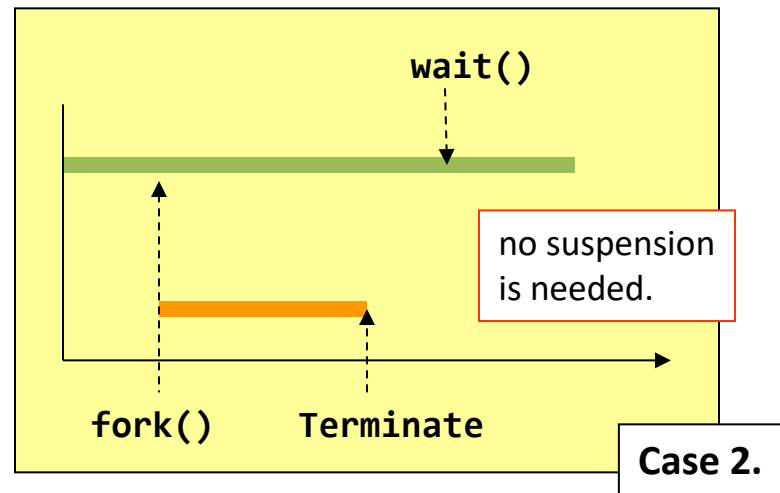 wait()
no suspension
is needed.
fork() Terminate
Case 2.